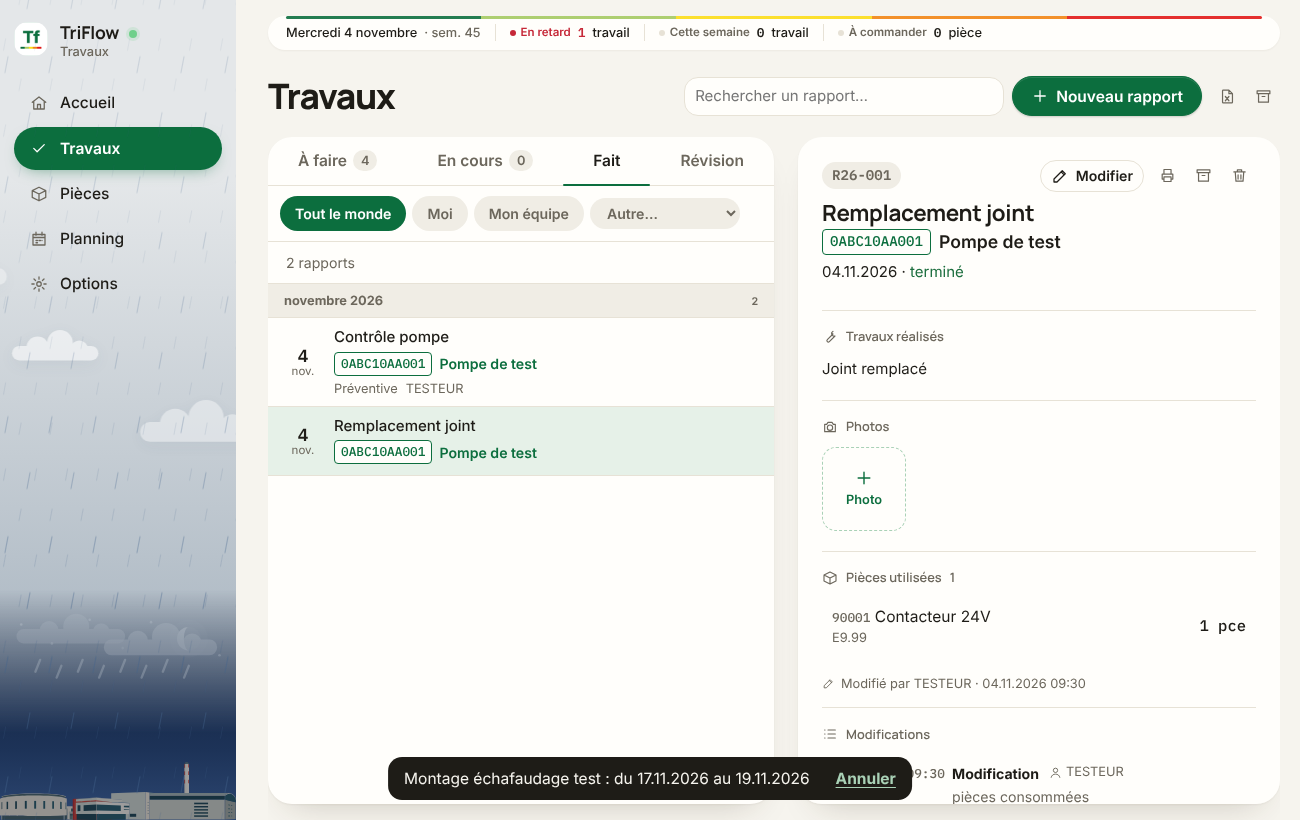 Tf
TriFlow
Travaux
Accueil
Travaux
Pièces
Planning
Options
Mercredi 4 novembre · sem. 45
En retard 1 travail
Cette semaine 0 travail
À commander 0 pièce
Travaux
Rechercher un rapport...
+ Nouveau rapport
À faire 4
En cours 0
Fait
Révision
Tout le monde
Moi
Mon équipe
Autre...
2 rapports
novembre 2026
2
4
nov.
Contrôle pompe
0ABC10AA001 Pompe de test
Préventive TESTEUR
4
nov.
Remplacement joint
0ABC10AA001 Pompe de test
R26-001
Modifier
Remplacement joint
0ABC10AA001 Pompe de test
04.11.2026 · terminé
Travaux réalisés
Joint remplacé
Photos
+
Photo
Pièces utilisées 1
90001 Contacteur 24V
E9.99
1 pce
Modifié par TESTEUR · 04.11.2026 09:30
Modifications
9:30 Modification TESTEUR
pièces consommées
Montage échafaudage test : du 17.11.2026 au 19.11.2026 Annuler